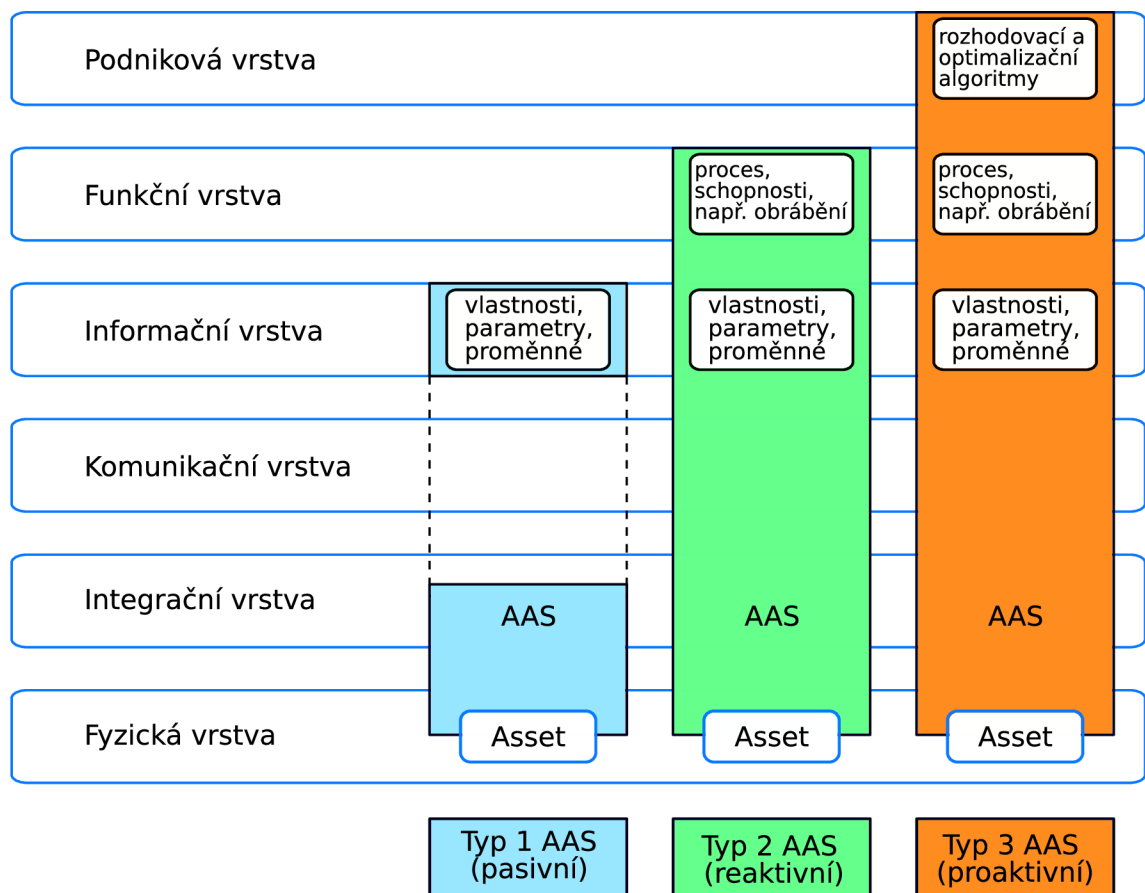 Podniková vrstva
rozhodovací a
optimalizační
algoritmy
Funkční vrstva
proces,
schopnosti,
např. obrábění
proces,
schopnosti,
např. obrábění
Informační vrstva
vlastnosti,
parametry,
proměnné
vlastnosti,
parametry,
proměnné
vlastnosti,
parametry,
proměnné
Komunikační vrstva
Integrační vrstva
AAS
AAS
AAS
Fyzická vrstva
Asset
Asset
Asset
Typ 1 AAS
(pasivní)
Typ 2 AAS
(reaktivní)
Typ 3 AAS
(proaktivní)